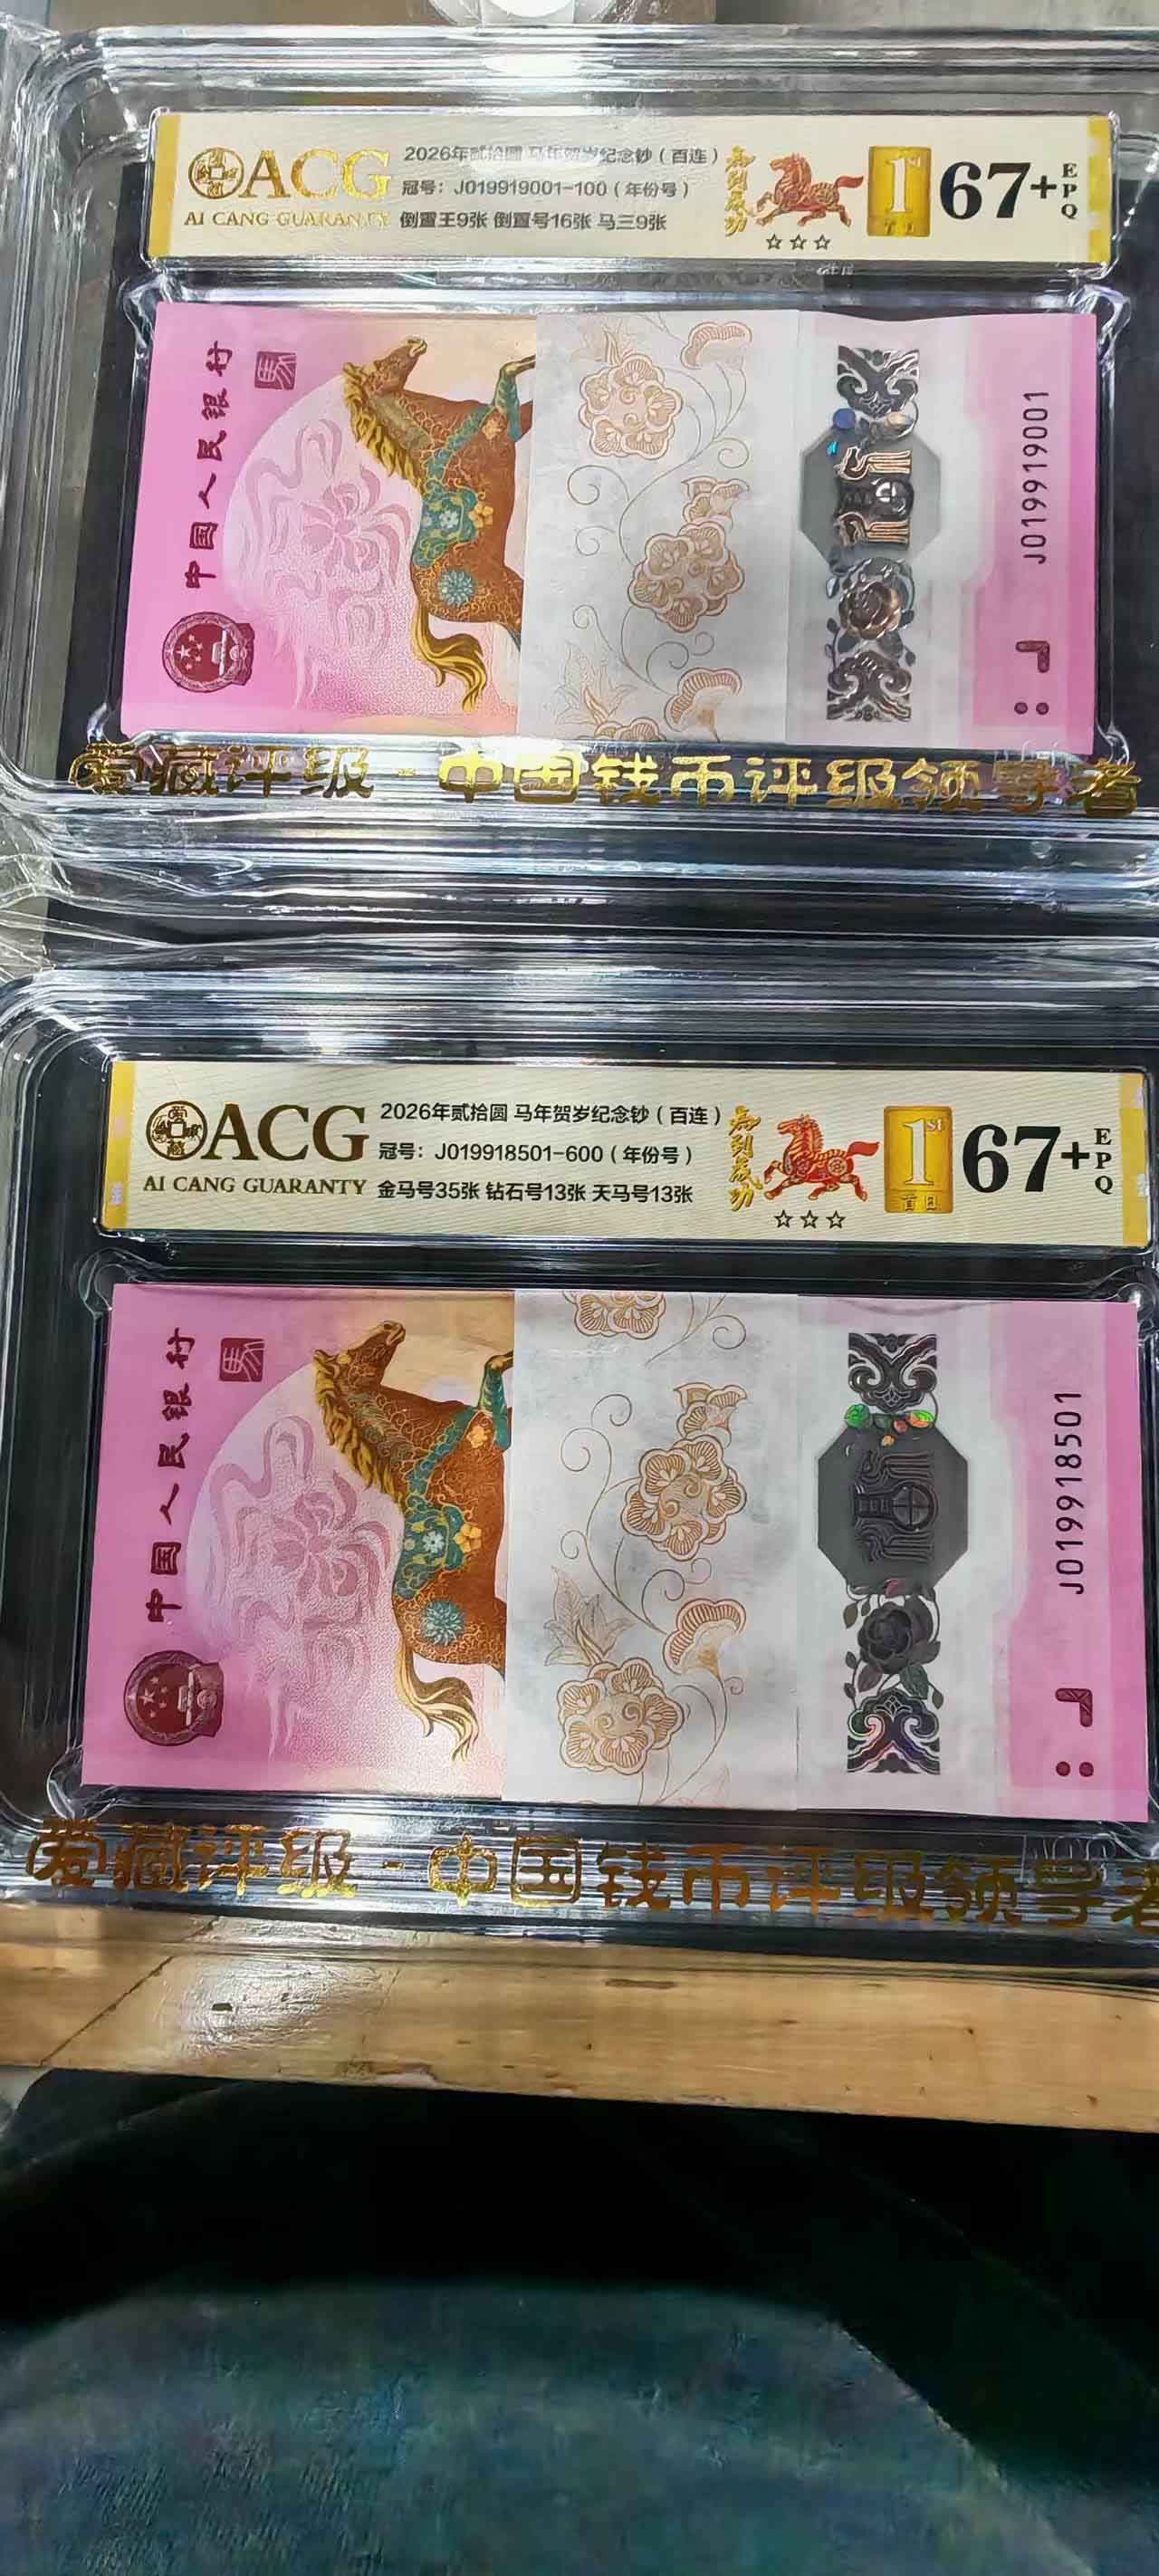 ACG
AI CANG GUARANTY
2026年贰拾圆 马年贺岁纪念钞（百连）
冠号：J019919001-100（年份号）
倒置王9张 倒置号16张 马三9张
马到成功
☆☆☆
1ST
首日
67+
EPQ
中国人民银行
J019919001
爱藏评级-中国钱币评级领导者
ACG
AI CANG GUARANTY
2026年贰拾圆 马年贺岁纪念钞（百连）
冠号：J019918501-600（年份号）
金马号35张 钻石号13张 天马号13张
马到成功
☆☆☆
1ST
首日
67+
EPQ
中国人民银行
J019918501
爱藏评级-中国钱币评级领导者